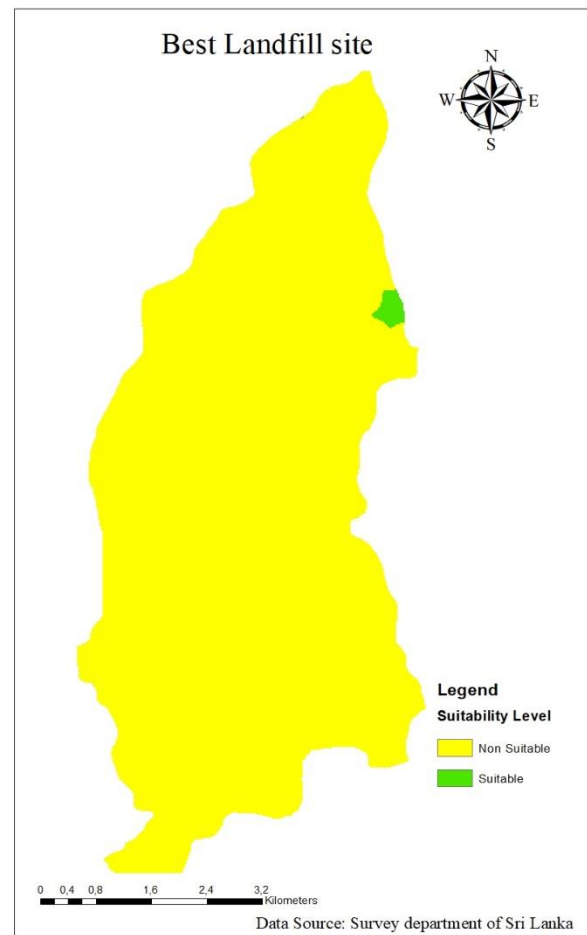 Best Landfill site
N
W E
S
Legend
Suitability Level
Non Suitable
Suitable
0 0,4 0,8 1,6 2,4 3,2
Kilometers
Data Source: Survey department of Sri Lanka